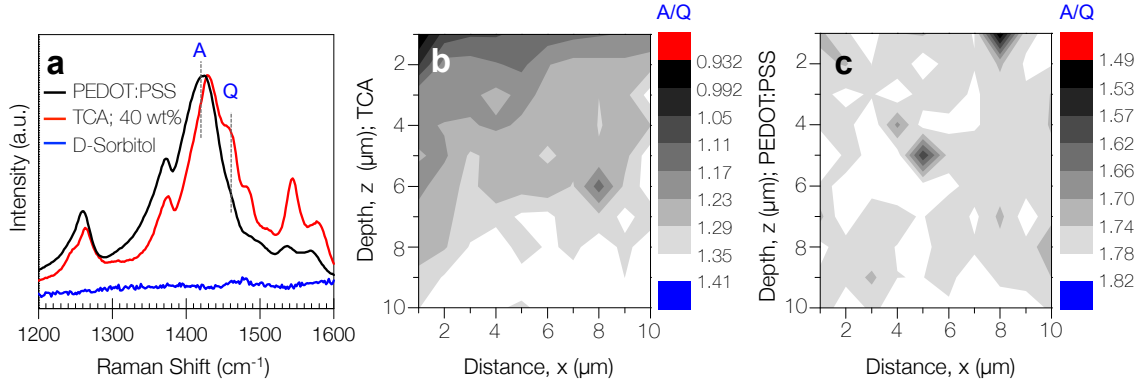 a
A
Q
PEDOT:PSS
TCA; 40 wt%
D-Sorbitol
Intensity (a.u.)
1200 1300 1400 1500 1600
Raman Shift (cm⁻¹)
b
Depth, z (μm); TCA
2
4
6
8
10
2 4 6 8 10
Distance, x (μm)
A/Q
0.932
0.992
1.05
1.11
1.17
1.23
1.29
1.35
1.41
c
Depth, z (μm); PEDOT:PSS
2
4
6
8
10
2 4 6 8 10
Distance, x (μm)
A/Q
1.49
1.53
1.57
1.62
1.66
1.70
1.74
1.78
1.82